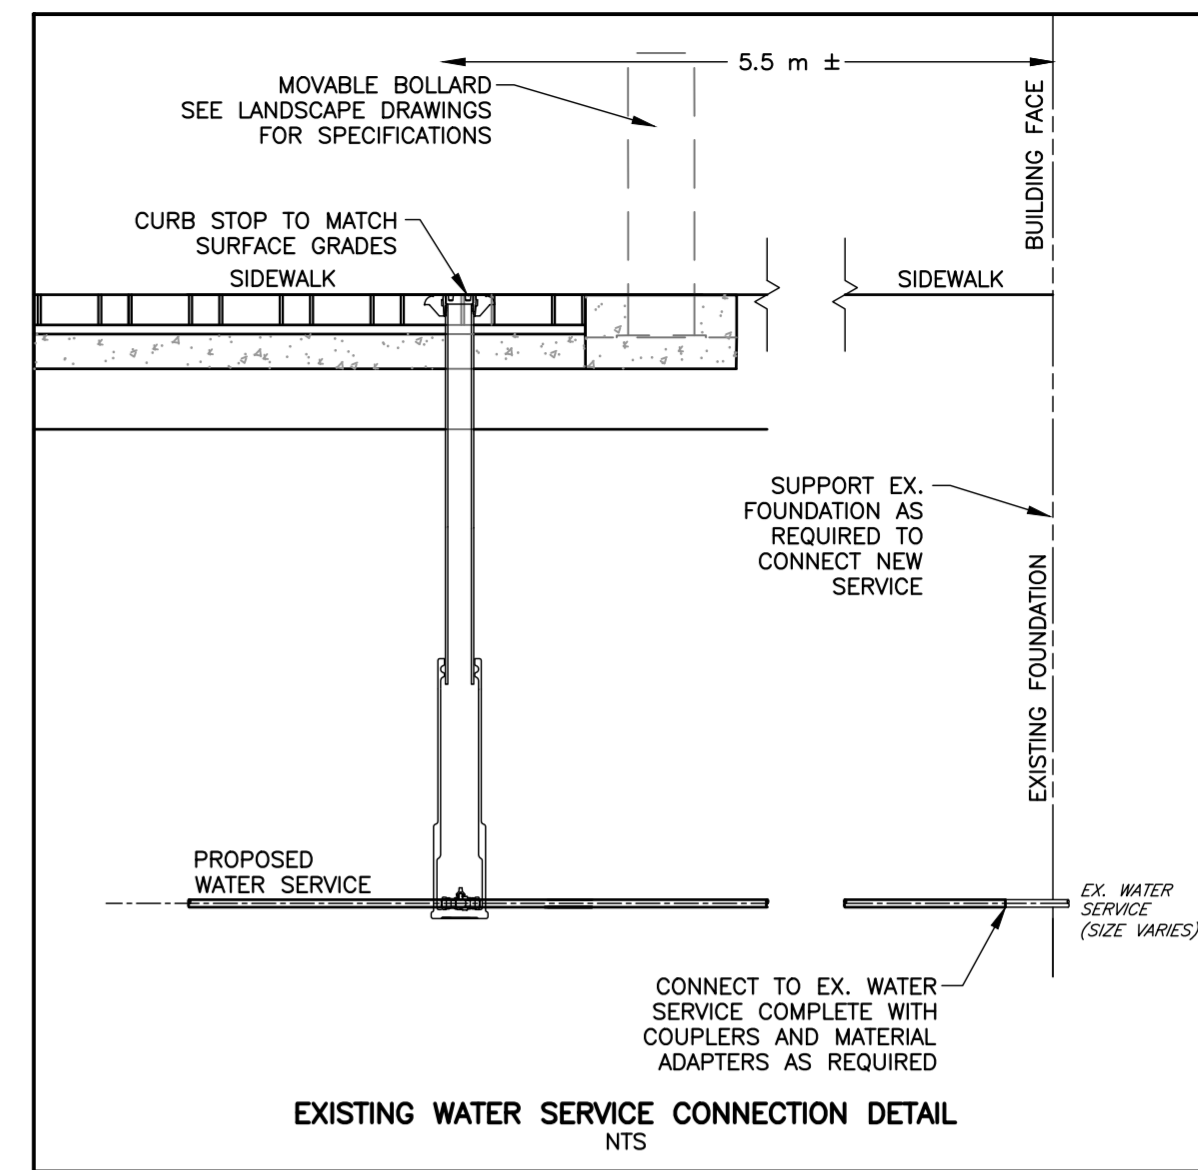 5.5 m ±
MOVABLE BOLLARD
SEE LANDSCAPE DRAWINGS
FOR SPECIFICATIONS
BUILDING FACE
CURB STOP TO MATCH
SURFACE GRADES
SIDEWALK
SIDEWALK
SUPPORT EX.
FOUNDATION AS
REQUIRED TO
CONNECT NEW
SERVICE
EXISTING FOUNDATION
PROPOSED
WATER SERVICE
EX. WATER
SERVICE
(SIZE VARIES)
CONNECT TO EX. WATER
SERVICE COMPLETE WITH
COUPLERS AND MATERIAL
ADAPTERS AS REQUIRED
EXISTING WATER SERVICE CONNECTION DETAIL
NTS